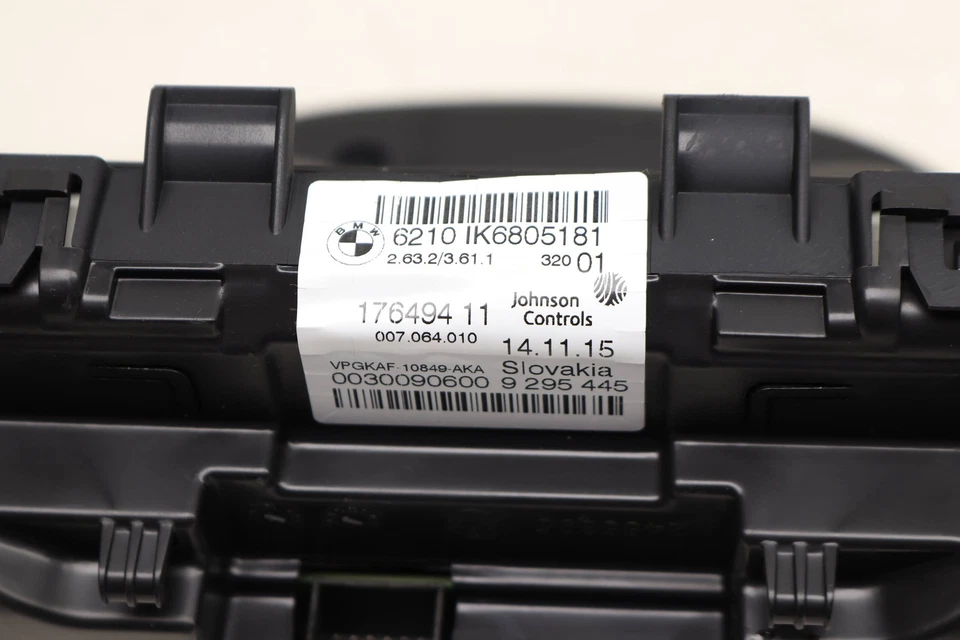 BMW
6210 IK6805181
2.63.2/3.61.1 320 01
176494 11
Johnson
Controls
007.064.010
14.11.15
VPGKAF-10849-AKA Slovakia
0030090600 9 295 445